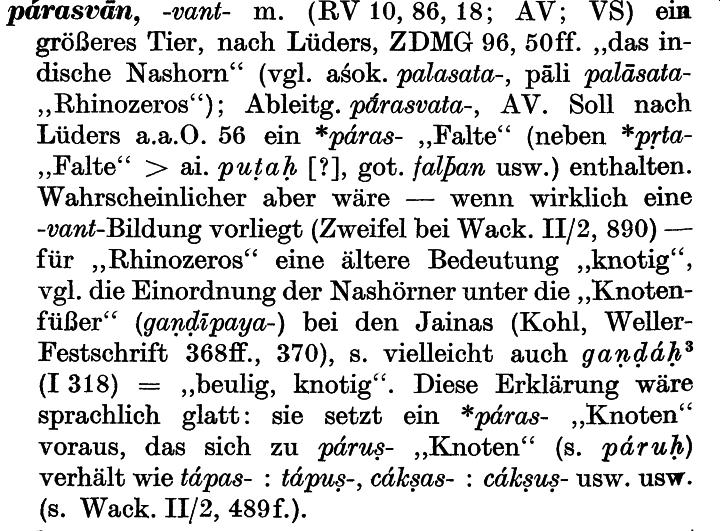 párasvān, -vant- m. (RV 10, 86, 18; AV; VS) ein
größeres Tier, nach Lüders, ZDMG 96, 50ff. „das in-
dische Nashorn“ (vgl. aśok. palasata-, pāli palāsata-
„Rhinozeros“); Ableitg. pā́rasvata-, AV. Soll nach
Lüders a.a.O. 56 ein *páras- „Falte“ (neben *pṛta-
„Falte“ > ai. puṭaḥ [?], got. falþan usw.) enthalten.
Wahrscheinlicher aber wäre — wenn wirklich eine
-vant-Bildung vorliegt (Zweifel bei Wack. II/2, 890) —
für „Rhinozeros“ eine ältere Bedeutung „knotig“,
vgl. die Einordnung der Nashörner unter die „Knoten-
füßer“ (gaṇḍīpaya-) bei den Jainas (Kohl, Weller-
Festschrift 368ff., 370), s. vielleicht auch gaṇḍáḥ³
(I 318) = „beulig, knotig“. Diese Erklärung wäre
sprachlich glatt: sie setzt ein *páras- „Knoten“
voraus, das sich zu páruṣ- „Knoten“ (s. páruḥ)
verhält wie tápas- : tápuṣ-, cákṣas- : cákṣuṣ- usw. usw.
(s. Wack. II/2, 489f.).